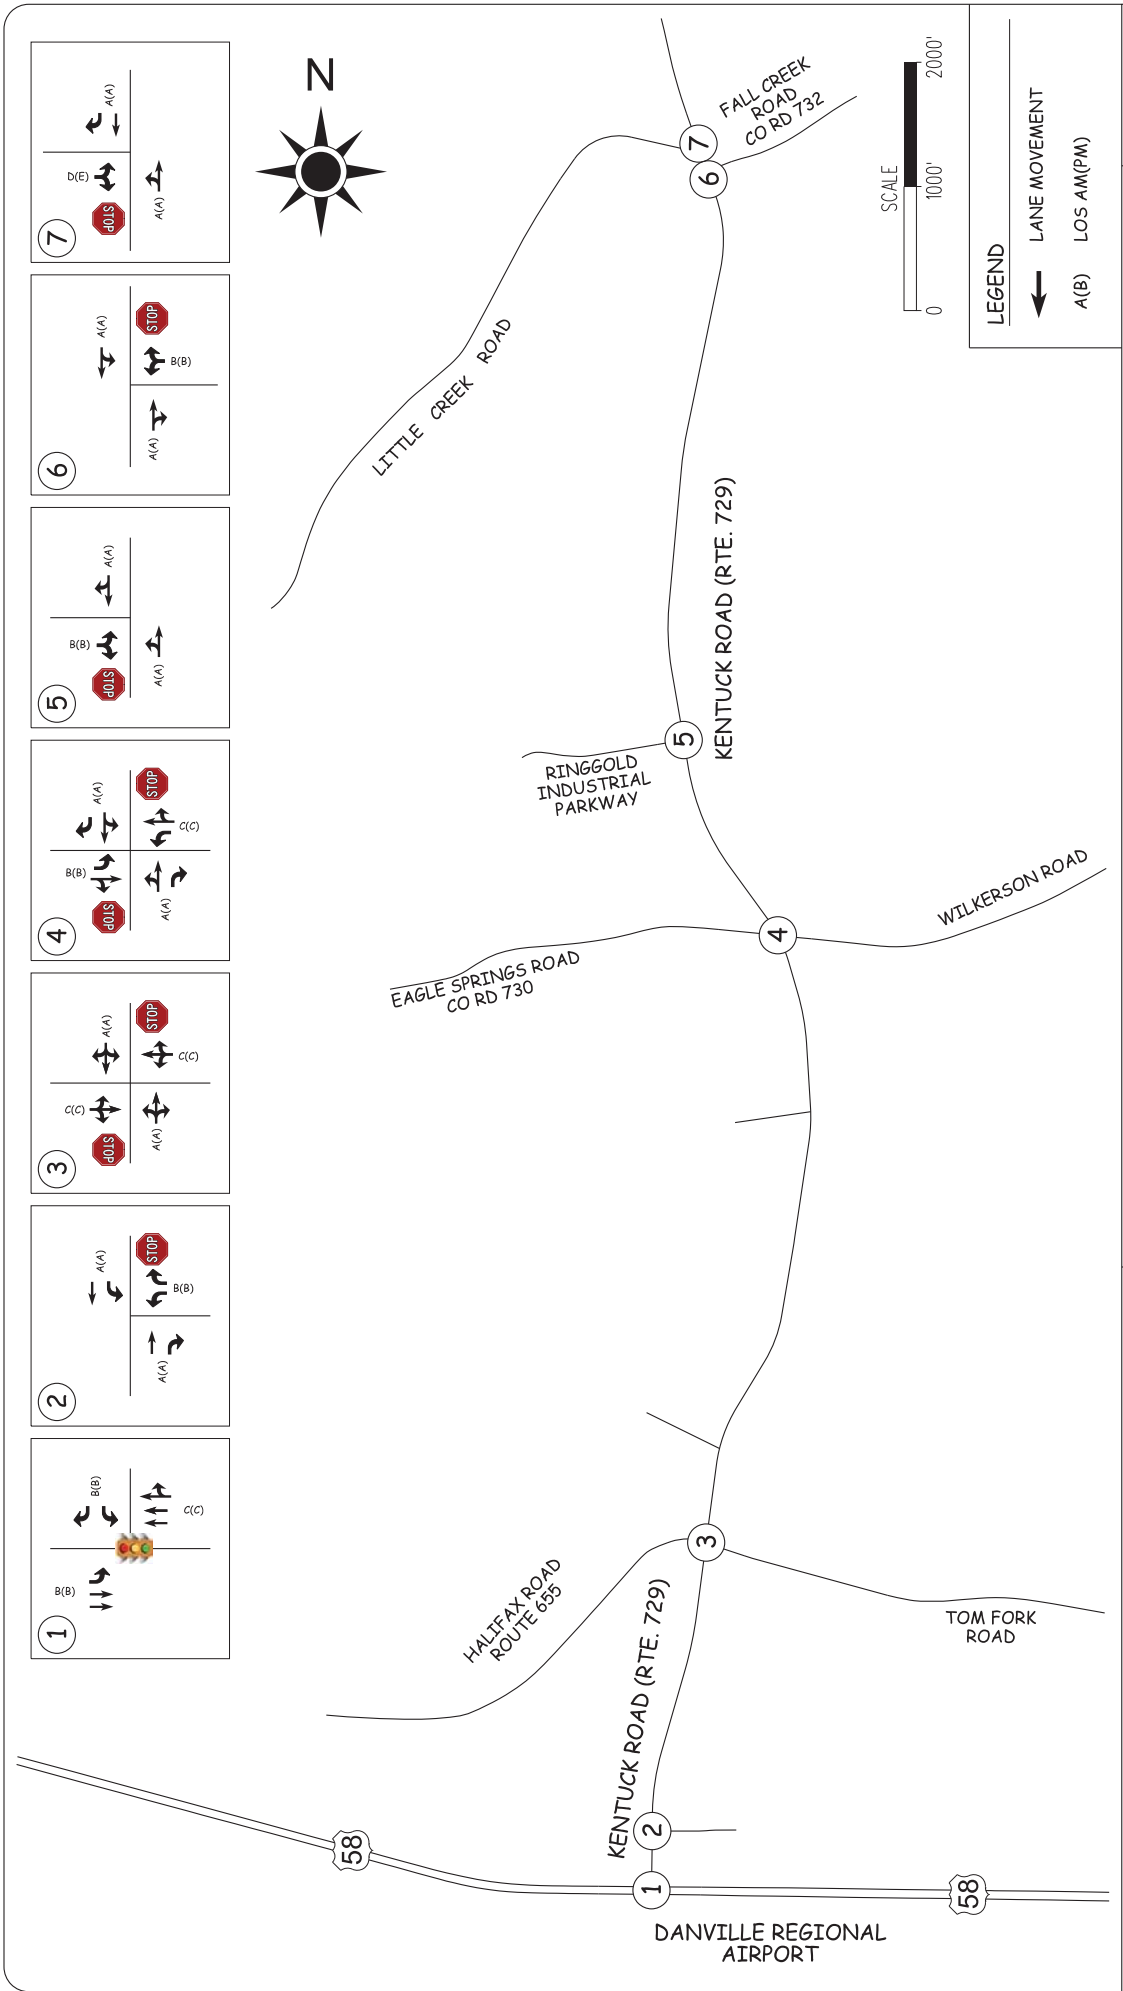 1
B(B)
B(B)
C(C)
2
A(A)
A(A)
B(B)
STOP
3
STOP
C(C)
A(A)
A(A)
C(C)
STOP
4
STOP
B(B)
A(A)
A(A)
C(C)
STOP
5
STOP
B(B)
A(A)
A(A)
6
A(A)
A(A)
B(B)
STOP
7
STOP
D(E)
A(A)
A(A)
N
58
58
DANVILLE REGIONAL
AIRPORT
1
2
KENTUCK ROAD (RTE. 729)
HALIFAX ROAD
ROUTE 655
3
TOM FORK
ROAD
EAGLE SPRINGS ROAD
CO RD 730
4
WILKERSON ROAD
RINGGOLD
INDUSTRIAL
PARKWAY
5
KENTUCK ROAD (RTE. 729)
LITTLE CREEK ROAD
6
7
FALL CREEK
ROAD
CO RD 732
SCALE
0 1000' 2000'
LEGEND
LANE MOVEMENT
A(B) LOS AM(PM)